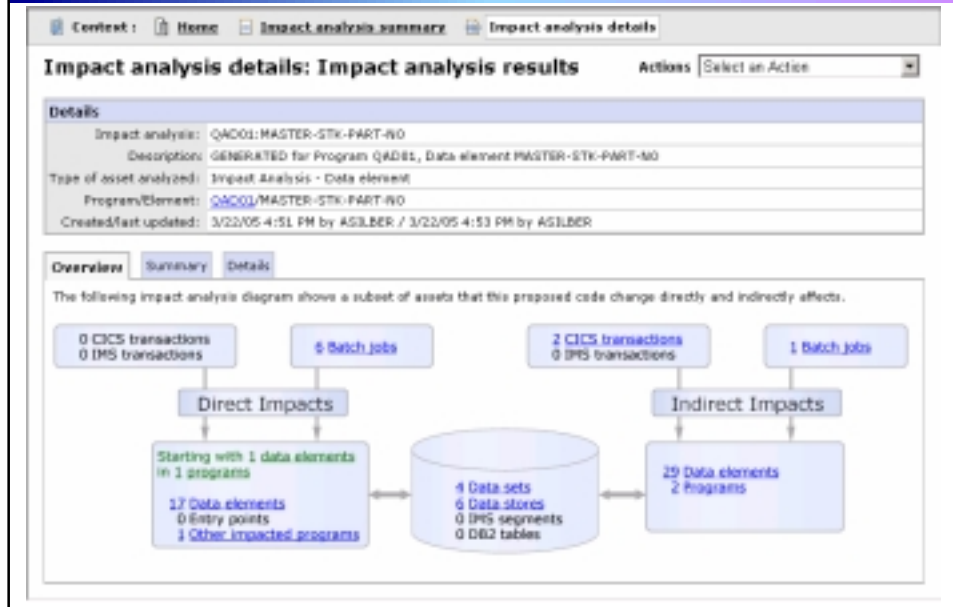 Context : Home Impact analysis summary Impact analysis details
Impact analysis details: Impact analysis results Actions Select an Action
Details
Impact analysis: QAD01:MASTER-STK-PART-NO
Description: GENERATED for Program QAD01, Data element MASTER-STK-PART-NO
Type of asset analyzed: Impact Analysis - Data element
Program/Element: QAD01/MASTER-STK-PART-NO
Created/last updated: 3/22/05 4:51 PM by ASILBER / 3/22/05 4:53 PM by ASILBER
Overview Summary Details
The following impact analysis diagram shows a subset of assets that this proposed code change directly and indirectly affects.
0 CICS transactions
0 IMS transactions
6 Batch jobs
2 CICS transactions
0 IMS transactions
1 Batch jobs
Direct Impacts
Indirect Impacts
Starting with 1 data elements
in 1 programs
17 Data elements
0 Entry points
1 Other impacted programs
4 Data sets
6 Data stores
0 IMS segments
0 DB2 tables
29 Data elements
2 Programs